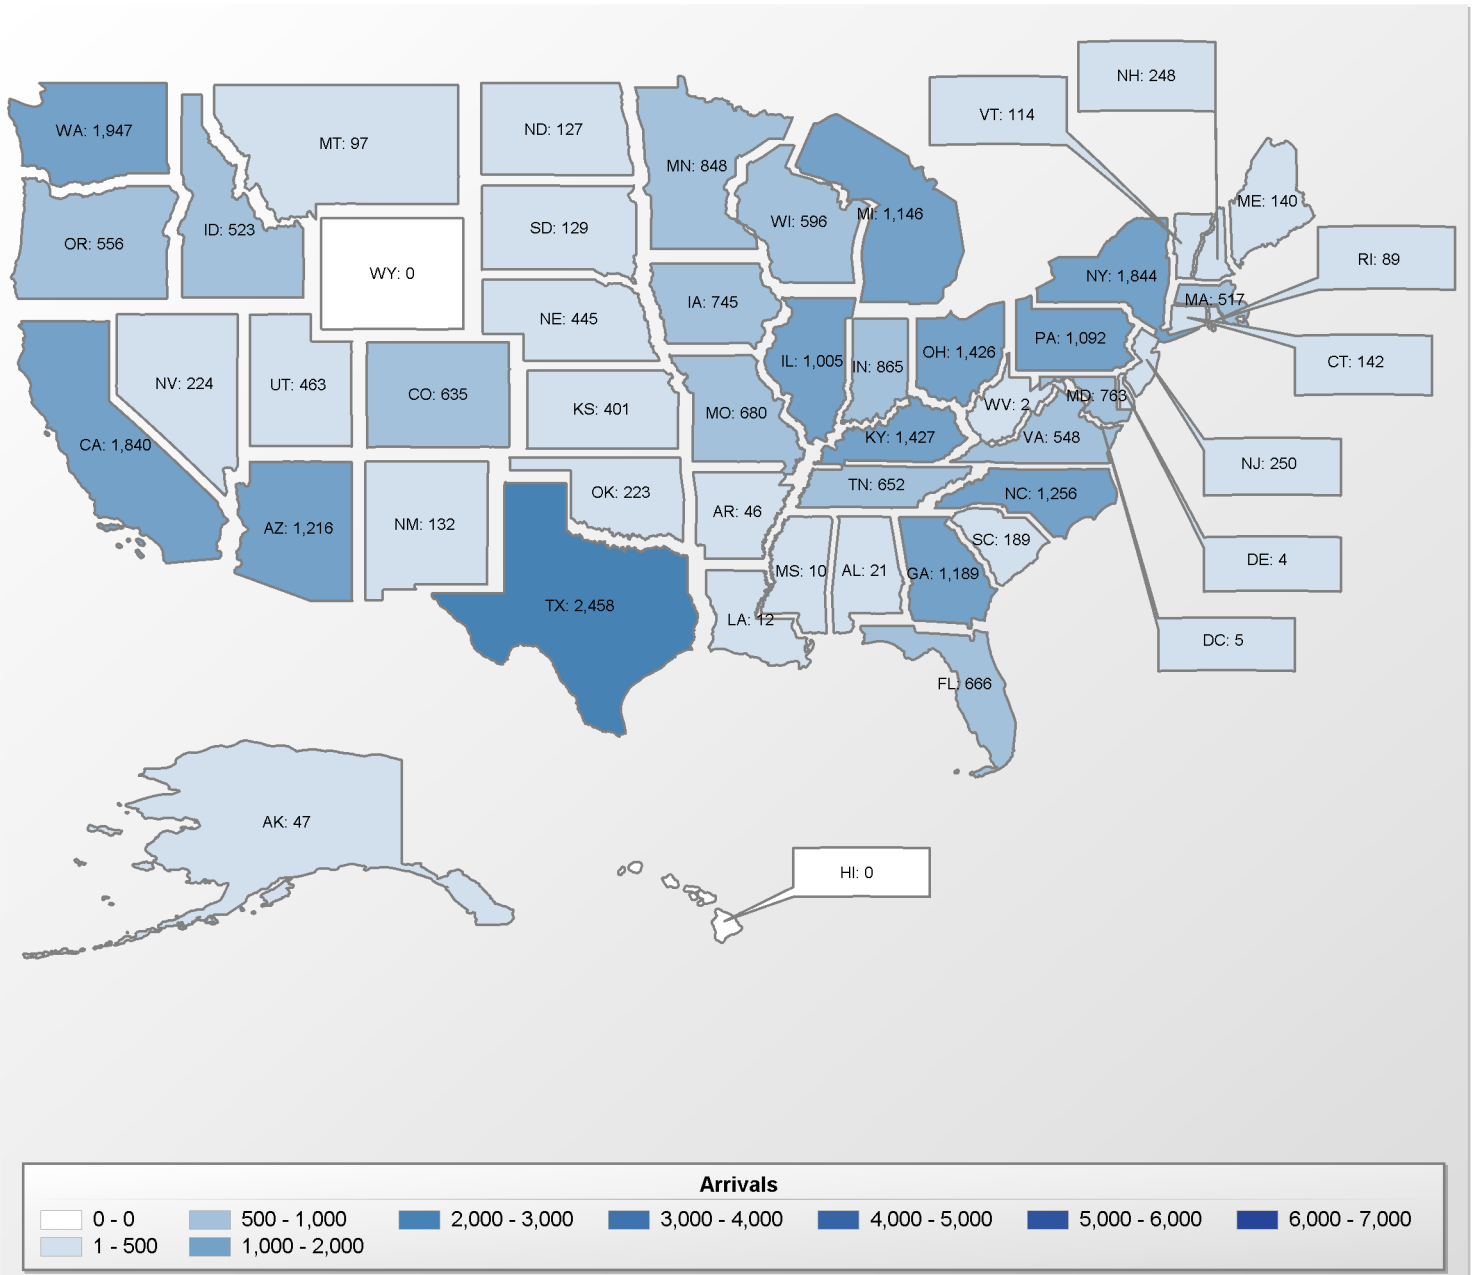 NH: 248
VT: 114
WA: 1,947
ND: 127
MT: 97
MN: 848
ME: 140
MI: 1,146
WI: 596
ID: 523
SD: 129
OR: 556
RI: 89
WY: 0
NY: 1,844
MA: 517
IA: 745
NE: 445
PA: 1,092
OH: 1,426
IL: 1,005
IN: 865
CT: 142
NV: 224
UT: 463
CO: 635
MD: 763
WV: 2
KS: 401
MO: 680
KY: 1,427
VA: 548
CA: 1,840
NJ: 250
TN: 652
OK: 223
NC: 1,256
AR: 46
AZ: 1,216
NM: 132
SC: 189
DE: 4
MS: 10
AL: 21
GA: 1,189
TX: 2,458
LA: 12
DC: 5
FL: 666
AK: 47
HI: 0
Arrivals
0 - 0
500 - 1,000
2,000 - 3,000
3,000 - 4,000
4,000 - 5,000
5,000 - 6,000
6,000 - 7,000
1 - 500
1,000 - 2,000